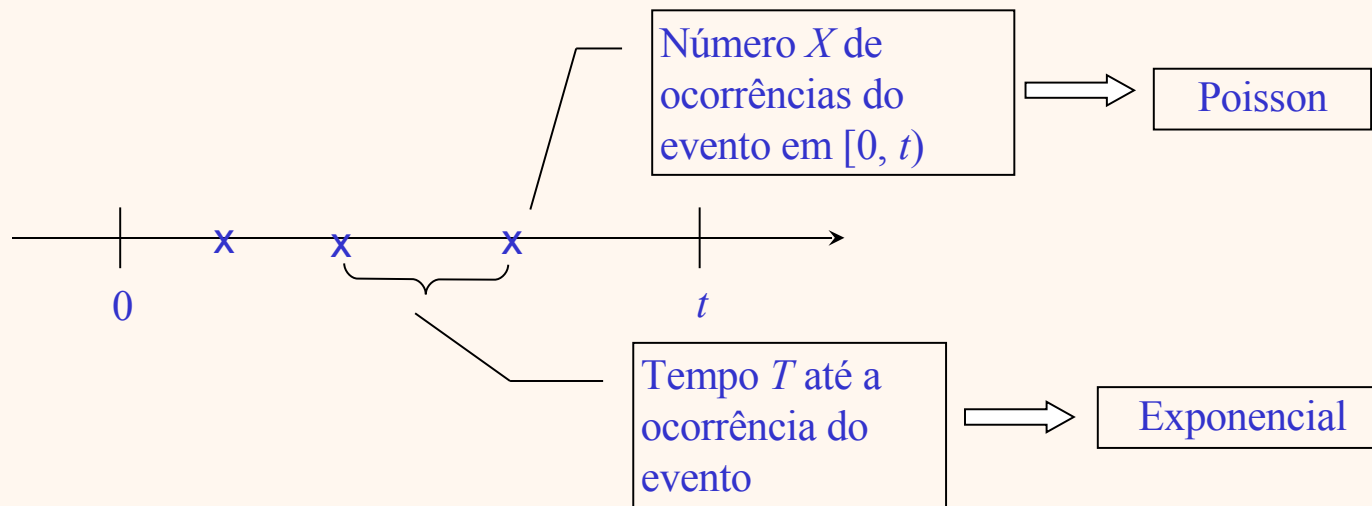 Número X de
ocorrências do
evento em [0, t)
Poisson
x x x
0 t
Tempo T até a
ocorrência do
evento
Exponencial